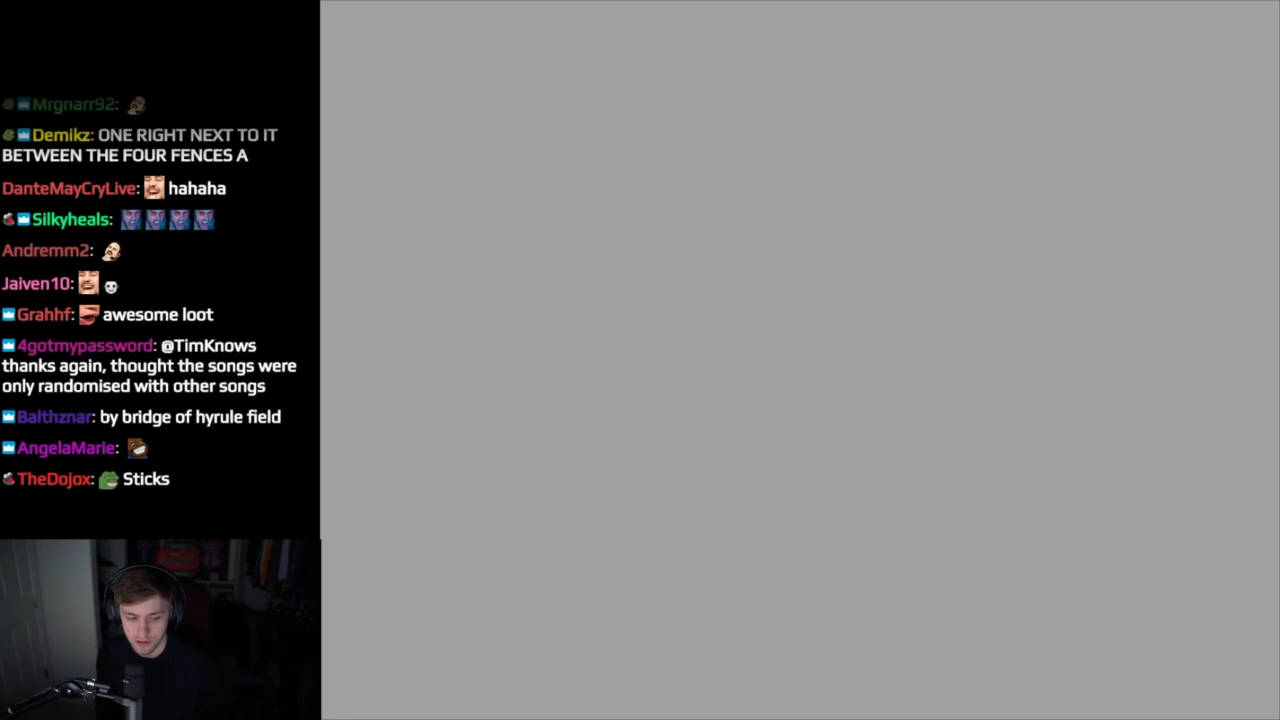 Mrgnarr92:
Demikz: ONE RIGHT NEXT TO IT
BETWEEN THE FOUR FENCES A
DanteMayCryLive: hahaha
Silkyheals:
Andremm2:
Jaiven10:
Grahhf: awesome loot
4gotmypassword: @TimKnows
thanks again, thought the songs were
only randomised with other songs
Balthznar: by bridge of hyrule field
AngelaMarie:
TheDojox: Sticks